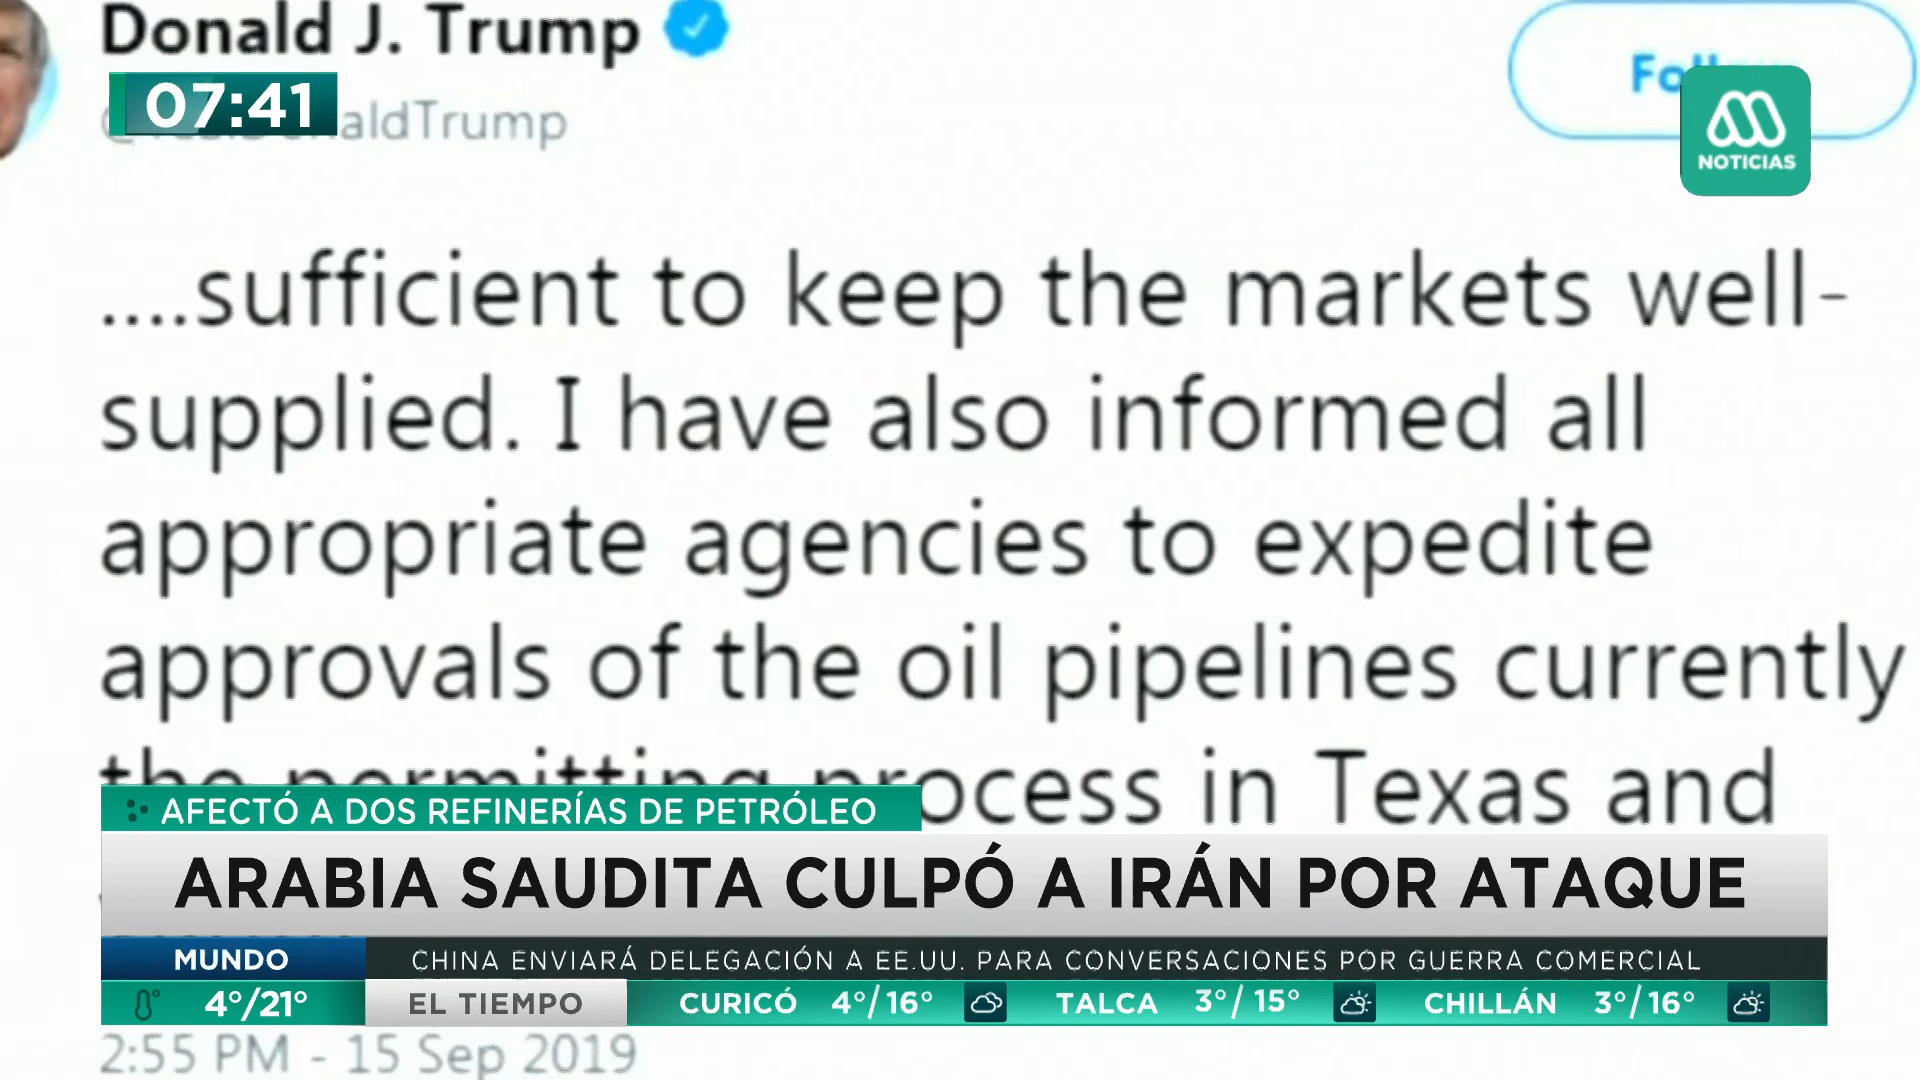 Donald J. Trump
07:41
aldTrump
NOTICIAS
....sufficient to keep the markets well-
supplied. I have also informed all
appropriate agencies to expedite
approvals of the oil pipelines currently
the permitting process in Texas and
AFECTÓ A DOS REFINERÍAS DE PETRÓLEO
ARABIA SAUDITA CULPÓ A IRÁN POR ATAQUE
MUNDO CHINA ENVIARÁ DELEGACIÓN A EE.UU. PARA CONVERSACIONES POR GUERRA COMERCIAL
4°/21° EL TIEMPO CURICÓ 4°/16° TALCA 3°/15° CHILLÁN 3°/16°
2:55 PM - 15 Sep 2019